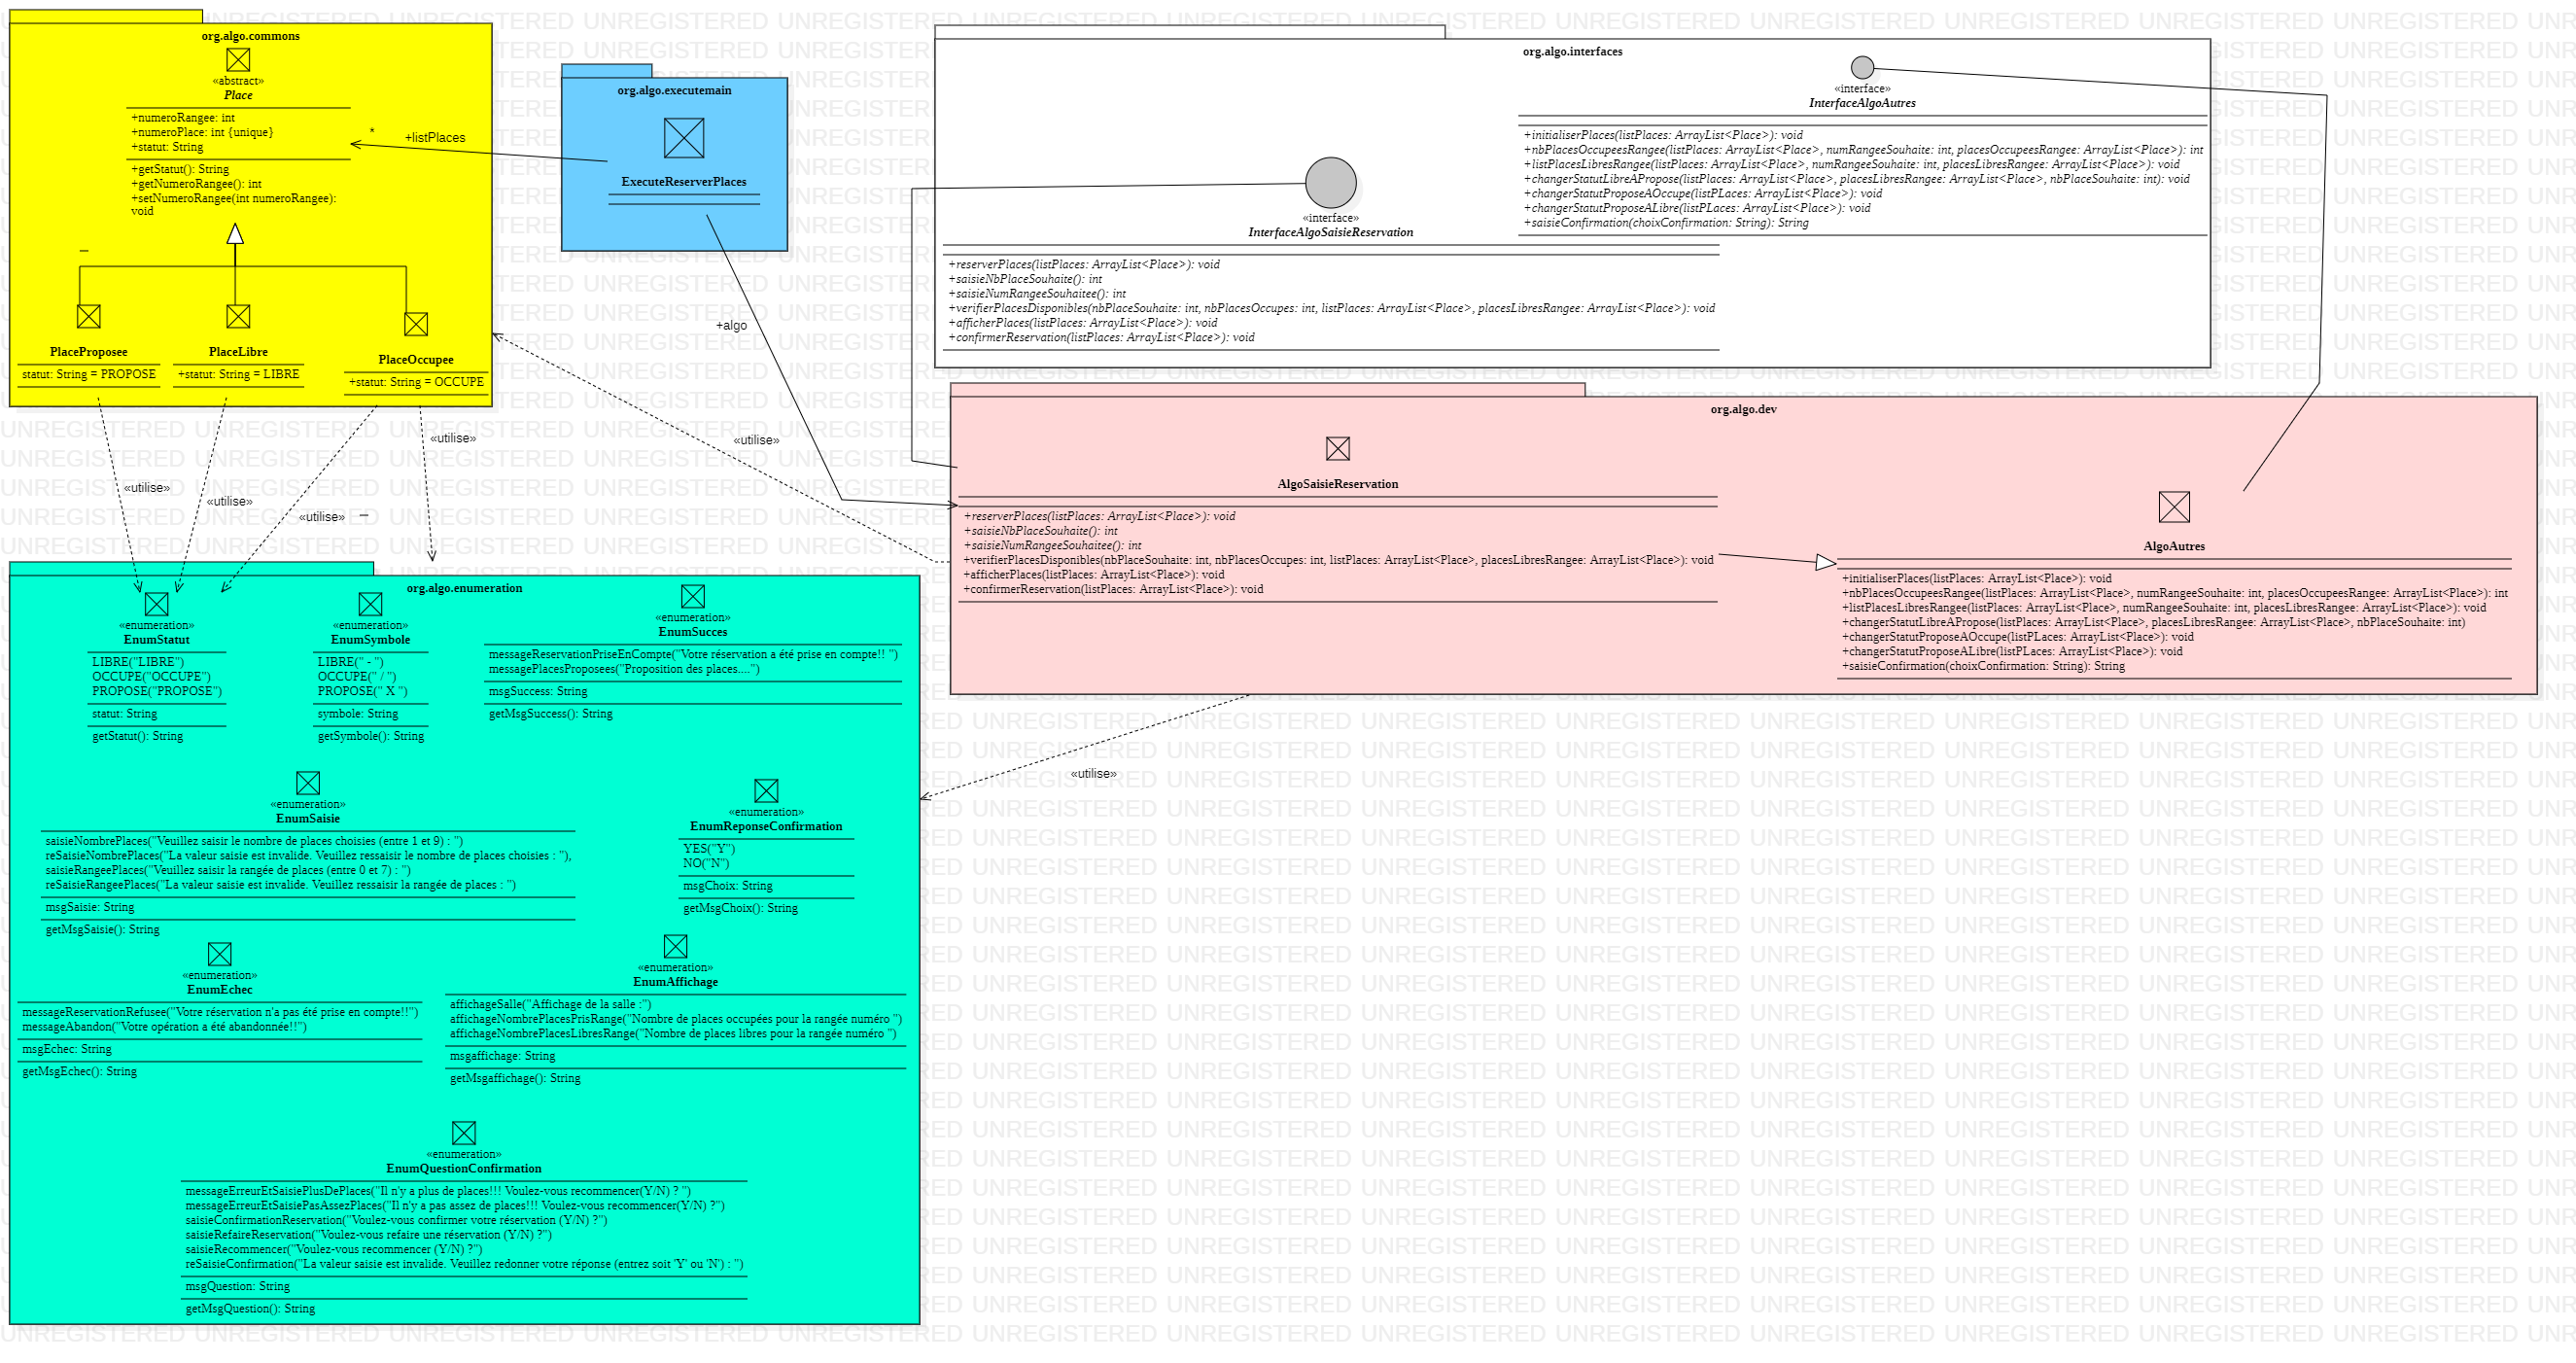 org.algo.commons
«abstract»
Place
+numeroRangee: int
+numeroPlace: int {unique}
+statut: String
+getStatut(): String
+getNumeroRangee(): int
+setNumeroRangee(int numeroRangee):
void
PlaceProposee
statut: String = PROPOSE
PlaceLibre
+statut: String = LIBRE
PlaceOccupee
+statut: String = OCCUPE
*
+listPlaces
org.algo.executemain
ExecuteReserverPlaces
+algo
org.algo.interfaces
«interface»
InterfaceAlgoSaisieReservation
+reserverPlaces(listPlaces: ArrayList<Place>): void
+saisieNbPlaceSouhaite(): int
+saisieNumRangeeSouhaitee(): int
+verifierPlacesDisponibles(nbPlaceSouhaite: int, nbPlacesOccupes: int, listPlaces: ArrayList<Place>, placesLibresRangee: ArrayList<Place>): void
+afficherPlaces(listPlaces: ArrayList<Place>): void
+confirmerReservation(listPlaces: ArrayList<Place>): void
«interface»
InterfaceAlgoAutres
+initialiserPlaces(listPlaces: ArrayList<Place>): void
+nbPlacesOccupeesRangee(listPlaces: ArrayList<Place>, numRangeeSouhaite: int, placesOccupeesRangee: ArrayList<Place>): int
+listPlacesLibresRangee(listPlaces: ArrayList<Place>, numRangeeSouhaite: int, placesLibresRangee: ArrayList<Place>): void
+changerStatutLibreAPropose(listPlaces: ArrayList<Place>, placesLibresRangee: ArrayList<Place>, nbPlaceSouhaite: int): void
+changerStatutProposeAOccupe(listPLaces: ArrayList<Place>): void
+changerStatutProposeALibre(listPLaces: ArrayList<Place>): void
+saisieConfirmation(choixConfirmation: String): String
org.algo.dev
AlgoSaisieReservation
+reserverPlaces(listPlaces: ArrayList<Place>): void
+saisieNbPlaceSouhaite(): int
+saisieNumRangeeSouhaitee(): int
+verifierPlacesDisponibles(nbPlaceSouhaite: int, nbPlacesOccupes: int, listPlaces: ArrayList<Place>, placesLibresRangee: ArrayList<Place>): void
+afficherPlaces(listPlaces: ArrayList<Place>): void
+confirmerReservation(listPlaces: ArrayList<Place>): void
AlgoAutres
+initialiserPlaces(listPlaces: ArrayList<Place>): void
+nbPlacesOccupeesRangee(listPlaces: ArrayList<Place>, numRangeeSouhaite: int, placesOccupeesRangee: ArrayList<Place>): int
+listPlacesLibresRangee(listPlaces: ArrayList<Place>, numRangeeSouhaite: int, placesLibresRangee: ArrayList<Place>): void
+changerStatutLibreAPropose(listPlaces: ArrayList<Place>, placesLibresRangee: ArrayList<Place>, nbPlaceSouhaite: int)
+changerStatutProposeAOccupe(listPLaces: ArrayList<Place>): void
+changerStatutProposeALibre(listPLaces: ArrayList<Place>): void
+saisieConfirmation(choixConfirmation: String): String
«utilise»
«utilise»
«utilise»
«utilise»
«utilise»
«utilise»
org.algo.enumeration
«enumeration»
EnumStatut
LIBRE("LIBRE")
OCCUPE("OCCUPE")
PROPOSE("PROPOSE")
statut: String
getStatut(): String
«enumeration»
EnumSymbole
LIBRE(" - ")
OCCUPE(" / ")
PROPOSE(" X ")
symbole: String
getSymbole(): String
«enumeration»
EnumSucces
messageReservationPriseEnCompte("Votre réservation a été prise en compte!! ")
messagePlacesProposees("Proposition des places....")
msgSuccess: String
getMsgSuccess(): String
«enumeration»
EnumSaisie
saisieNombrePlaces("Veuillez saisir le nombre de places choisies (entre 1 et 9) : ")
reSaisieNombrePlaces("La valeur saisie est invalide. Veuillez ressaisir le nombre de places choisies : "),
saisieRangeePlaces("Veuillez saisir la rangée de places (entre 0 et 7) : ")
reSaisieRangeePlaces("La valeur saisie est invalide. Veuillez ressaisir la rangée de places : ")
msgSaisie: String
getMsgSaisie(): String
«enumeration»
EnumReponseConfirmation
YES("Y")
NO("N")
msgChoix: String
getMsgChoix(): String
«enumeration»
EnumEchec
messageReservationRefusee("Votre réservation n'a pas été prise en compte!!")
messageAbandon("Votre opération a été abandonnée!!")
msgEchec: String
getMsgEchec(): String
«enumeration»
EnumAffichage
affichageSalle("Affichage de la salle :")
affichageNombrePlacesPrisRange("Nombre de places occupées pour la rangée numéro ")
affichageNombrePlacesLibresRange("Nombre de places libres pour la rangée numéro ")
msgaffichage: String
getMsgaffichage(): String
«enumeration»
EnumQuestionConfirmation
messageErreurEtSaisiePlusDePlaces("Il n'y a plus de places!!! Voulez-vous recommencer(Y/N) ? ")
messageErreurEtSaisiePasAssezPlaces("Il n'y a pas assez de places!!! Voulez-vous recommencer(Y/N) ?")
saisieConfirmationReservation("Voulez-vous confirmer votre réservation (Y/N) ?")
saisieRefaireReservation("Voulez-vous refaire une réservation (Y/N) ?")
saisieRecommencer("Voulez-vous recommencer (Y/N) ?")
reSaisieConfirmation("La valeur saisie est invalide. Veuillez redonner votre réponse (entrez soit 'Y' ou 'N') : ")
msgQuestion: String
getMsgQuestion(): String
UNREGISTERED